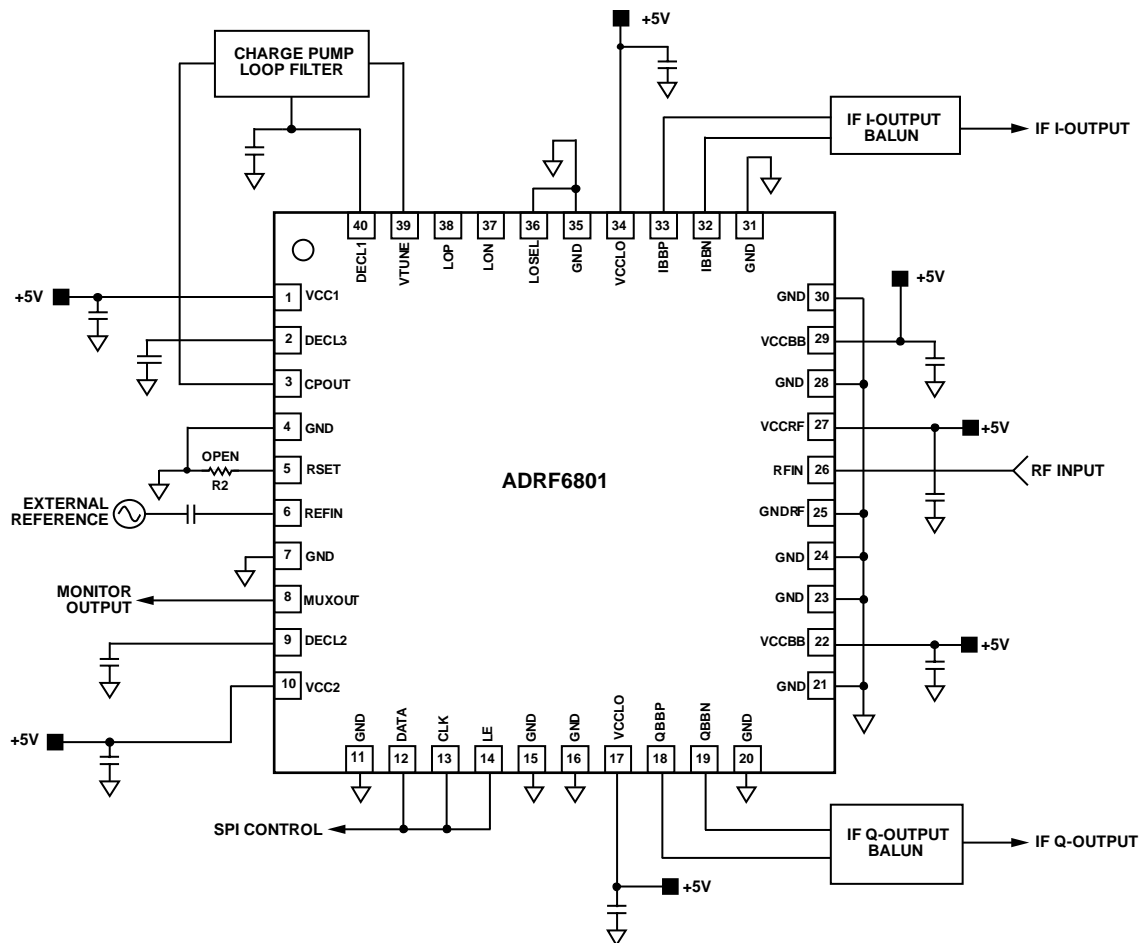 +5V
CHARGE PUMP
LOOP FILTER
IF I-OUTPUT
BALUN
IF I-OUTPUT
40
39
38
37
36
35
34
33
32
31
DECL1
VTUNE
LOP
LON
LOSEL
GND
VCCLO
IBBP
IBBN
GND
+5V
1
VCC1
2
DECL3
3
CPOUT
4
GND
OPEN
R2
5
RSET
EXTERNAL
REFERENCE
6
REFIN
7
GND
MONITOR
OUTPUT
8
MUXOUT
9
DECL2
10
VCC2
+5V
ADRF6801
GND
30
+5V
VCCBB
29
GND
28
VCCRF
27
+5V
RFIN
26
RF INPUT
GNDRF
25
GND
24
GND
23
VCCBB
22
+5V
GND
21
GND
DATA
CLK
LE
GND
GND
VCCLO
QBBP
QBBN
GND
11
12
13
14
15
16
17
18
19
20
SPI CONTROL
IF Q-OUTPUT
BALUN
IF Q-OUTPUT
+5V